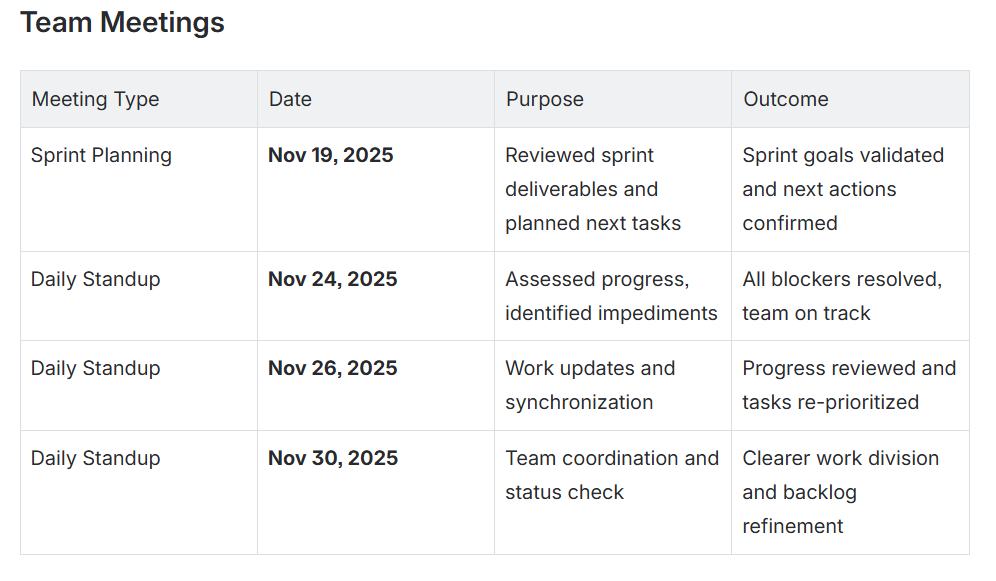 Team Meetings
Meeting Type
Date
Purpose
Outcome
Sprint Planning
Nov 19, 2025
Reviewed sprint
deliverables and
planned next tasks
Sprint goals validated
and next actions
confirmed
Daily Standup
Nov 24, 2025
Assessed progress,
identified impediments
All blockers resolved,
team on track
Daily Standup
Nov 26, 2025
Work updates and
synchronization
Progress reviewed and
tasks re-prioritized
Daily Standup
Nov 30, 2025
Team coordination and
status check
Clearer work division
and backlog
refinement